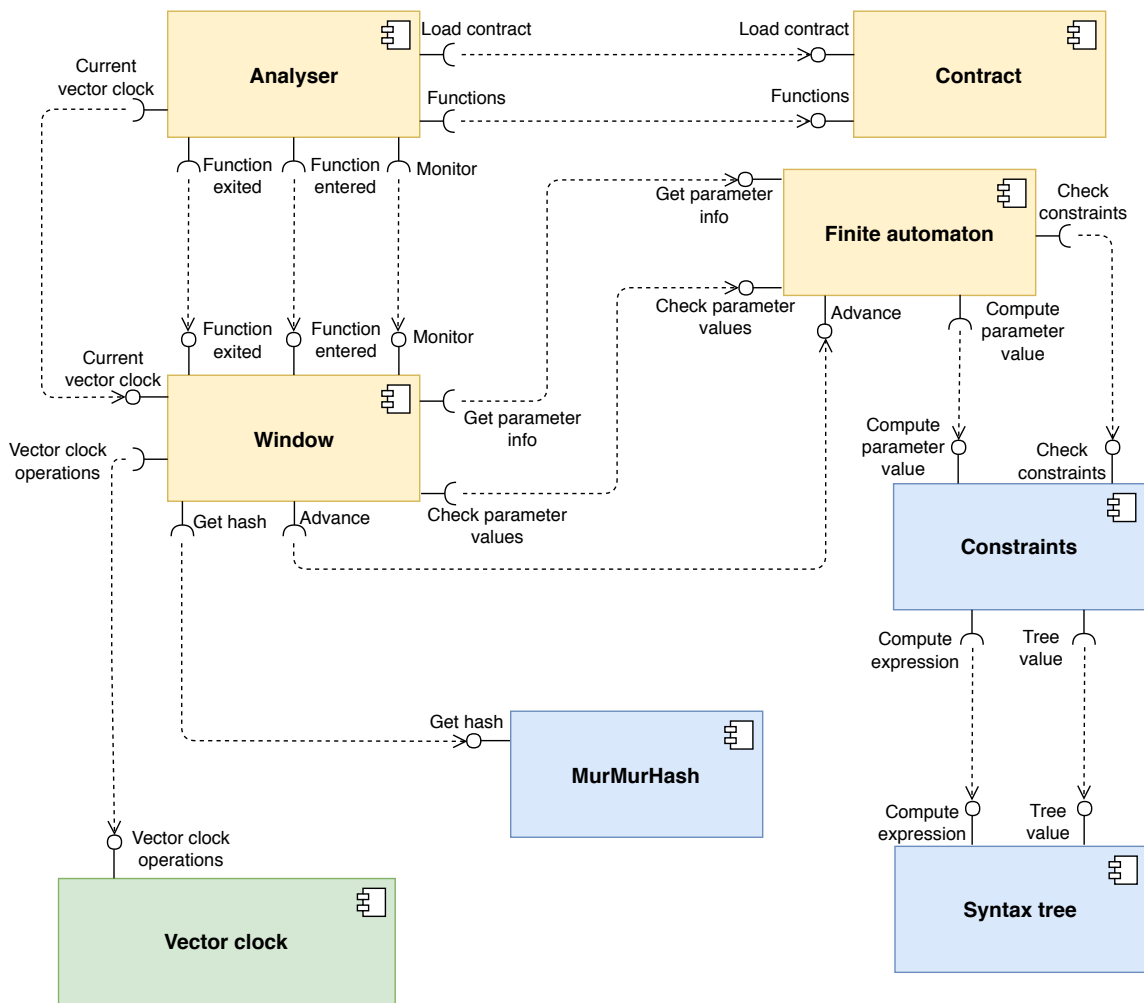 Load contract
Load contract
Analyser
Contract
Current
vector clock
Functions
Functions
Function
exited
Function
entered
Monitor
Get parameter
info
Check
constraints
Finite automaton
Check parameter
values
Advance
Compute
parameter
value
Function
exited
Function
entered
Monitor
Current
vector clock
Window
Get parameter
info
Vector clock
operations
Compute
parameter
value
Check
constraints
Get hash
Advance
Check parameter
values
Constraints
Compute
expression
Tree
value
Get hash
MurMurHash
Compute
expression
Tree
value
Vector clock
operations
Syntax tree
Vector clock